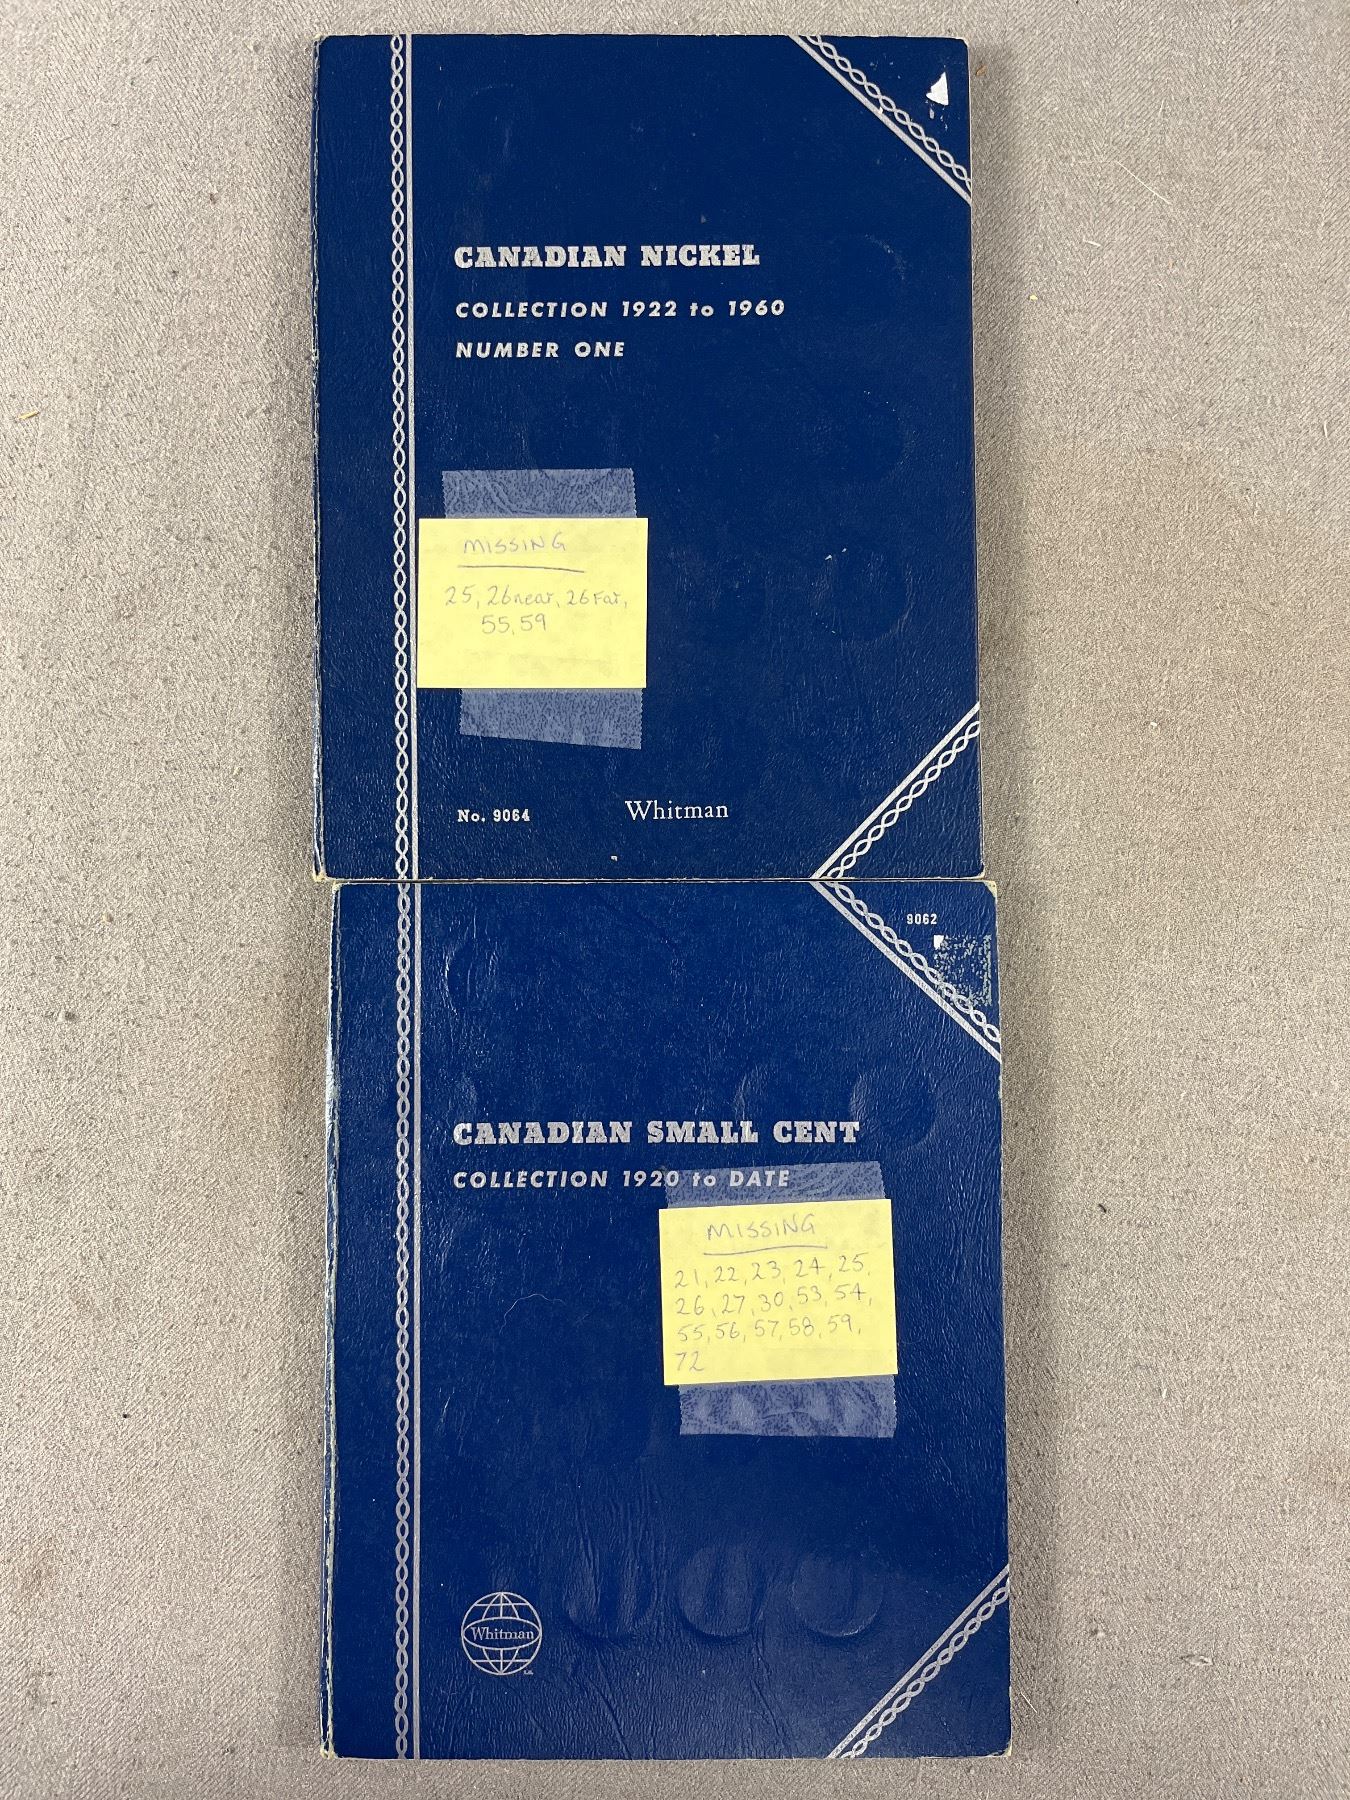 CANADIAN NICKEL
COLLECTION 1922 to 1960
NUMBER ONE
MISSING
25, 26near, 26Far,
55, 59
No. 9064 Whitman
9062
CANADIAN SMALL CENT
COLLECTION 1920 to DATE
MISSING
21, 22, 23, 24, 25,
26, 27, 30, 53, 54,
55, 56, 57, 58, 59,
72
Whitman